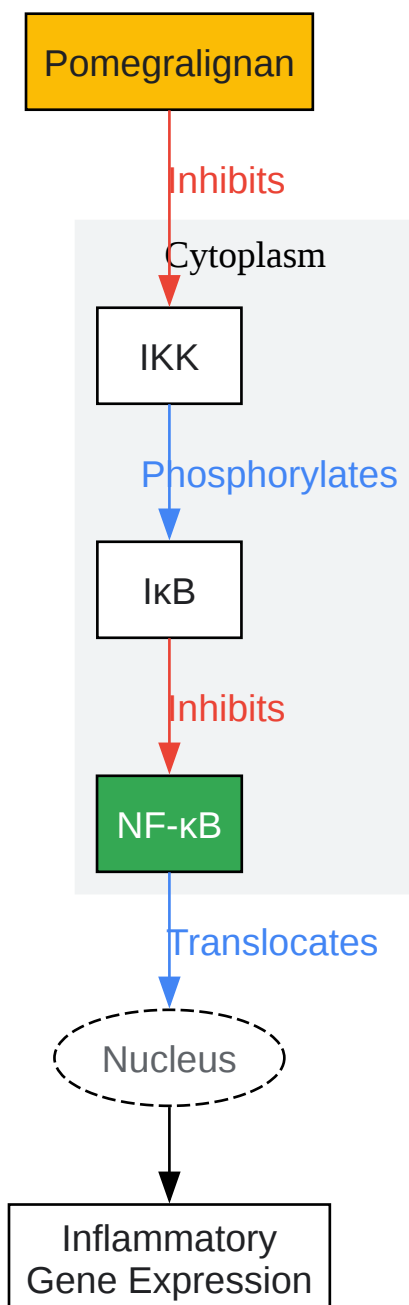 Pomegralignan
Inhibits
Cytoplasm
IKK
Phosphorylates
IκB
Inhibits
NF-κB
Translocates
Nucleus
Inflammatory
Gene Expression